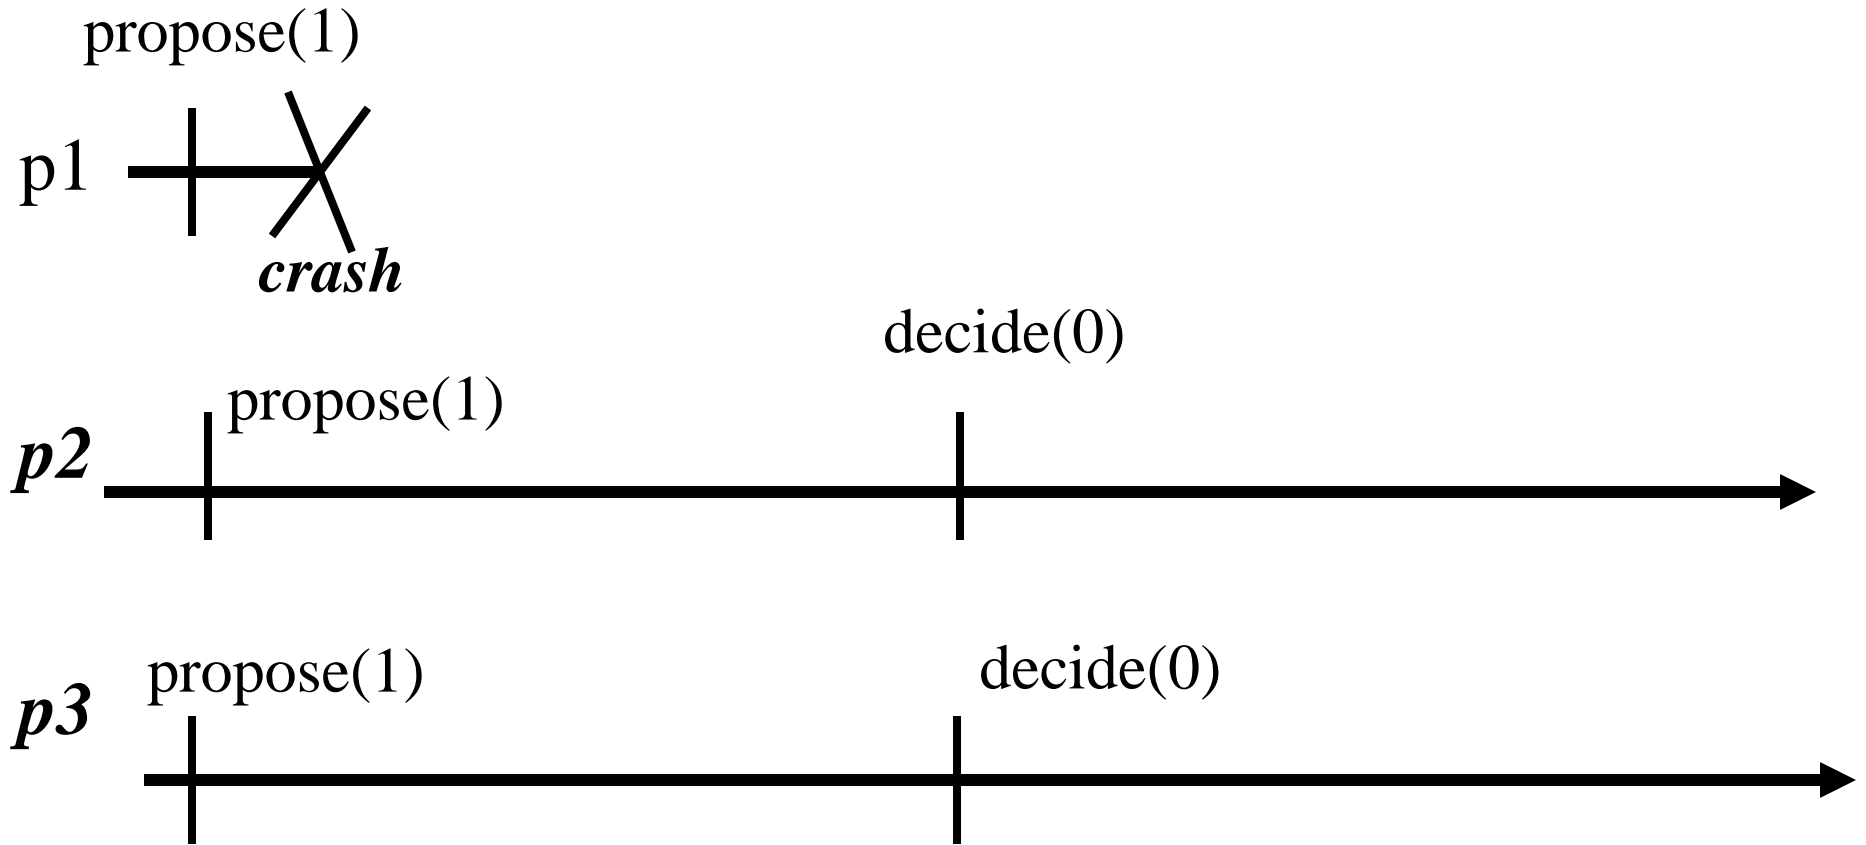 propose(1)
p1
crash
decide(0)
propose(1)
p2
propose(1)
decide(0)
p3